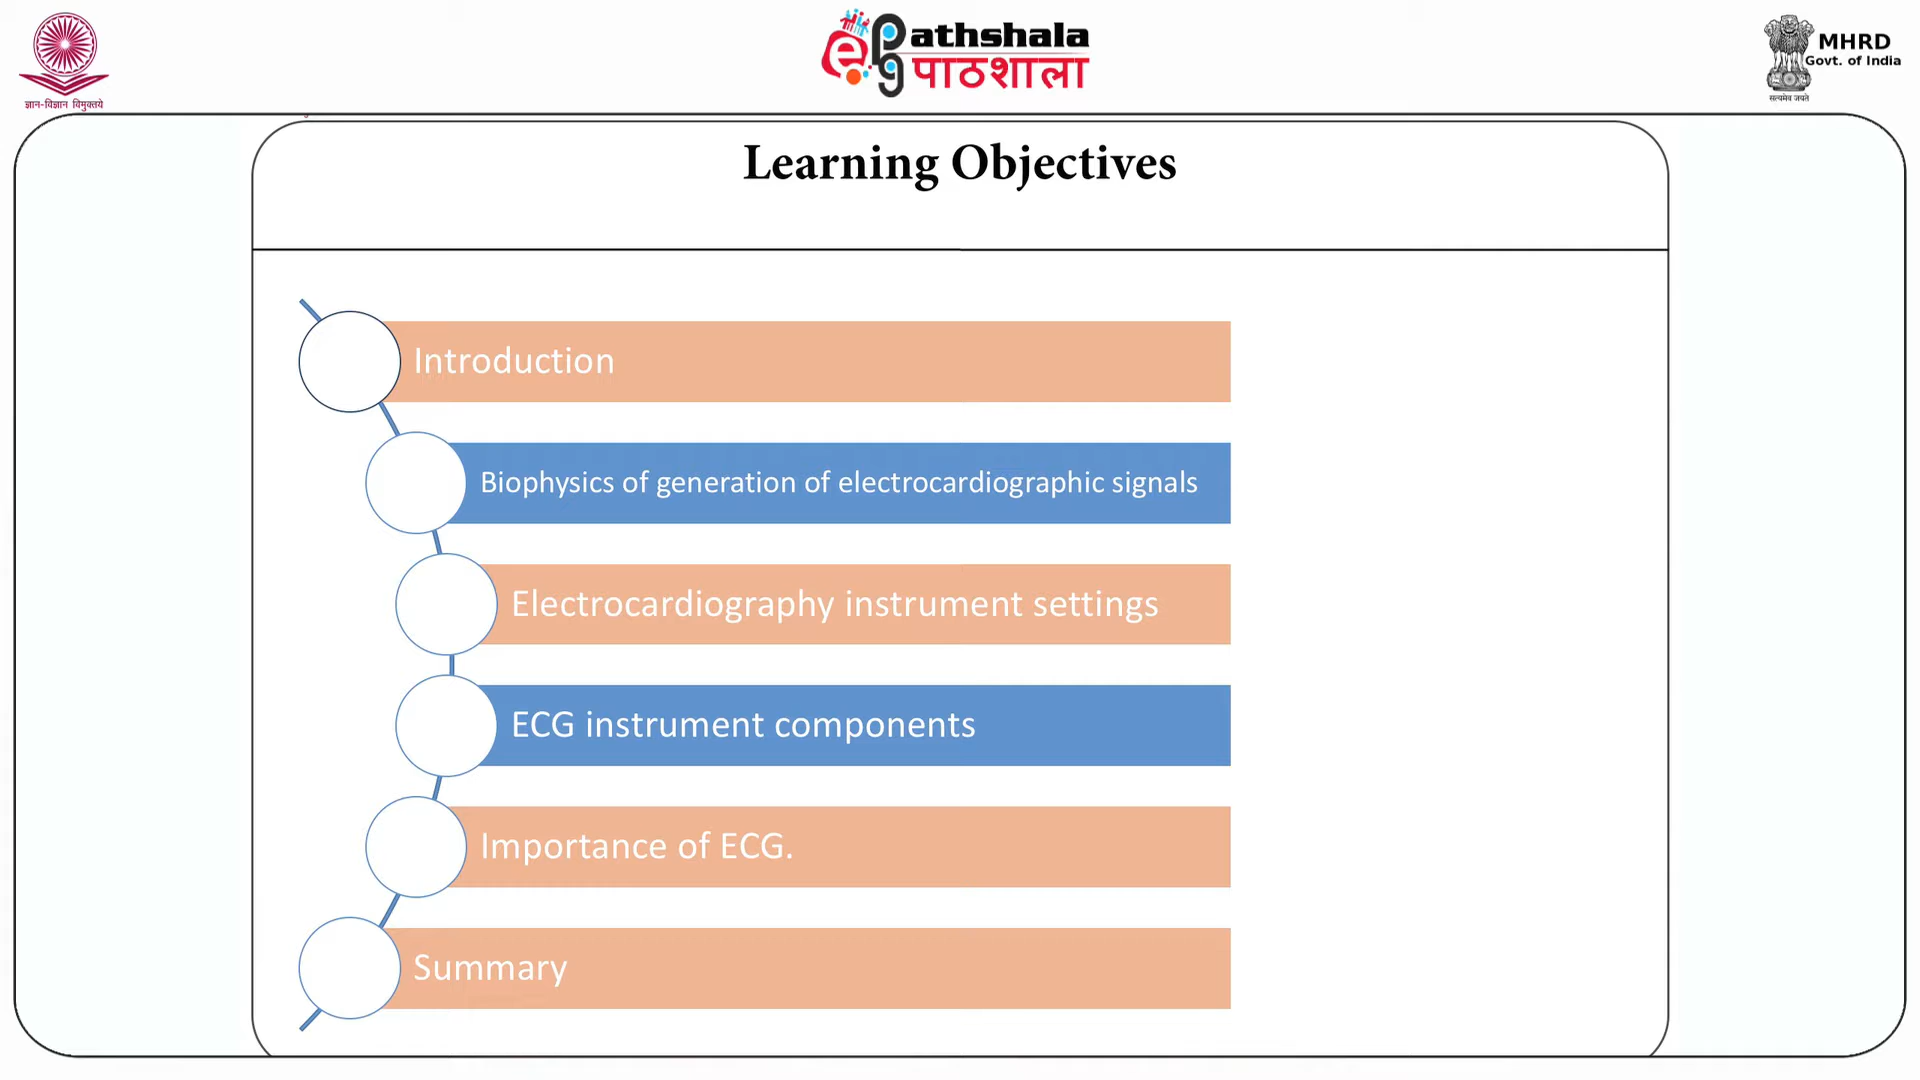 ज्ञान-विज्ञान विमुक्तये
ePathshala
पाठशाला
MHRD
Govt. of India
सत्यमेव जयते
Learning Objectives
Introduction
Biophysics of generation of electrocardiographic signals
Electrocardiography instrument settings
ECG instrument components
Importance of ECG.
Summary